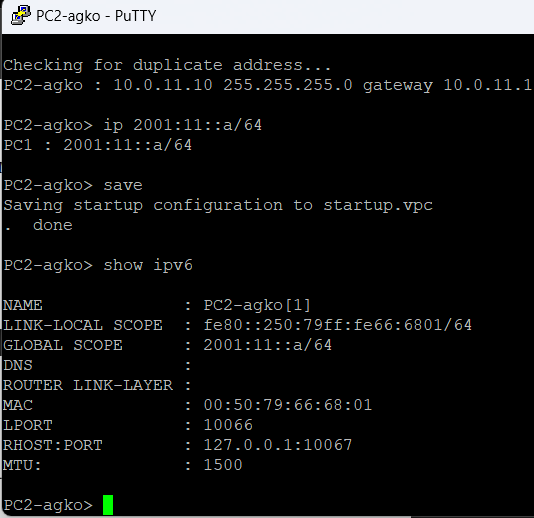 PC2-agko - PuTTY
Checking for duplicate address...
PC2-agko : 10.0.11.10 255.255.255.0 gateway 10.0.11.1
PC2-agko> ip 2001:11::a/64
PC1 : 2001:11::a/64
PC2-agko> save
Saving startup configuration to startup.vpc
.  done
PC2-agko> show ipv6
NAME              : PC2-agko[1]
LINK-LOCAL SCOPE  : fe80::250:79ff:fe66:6801/64
GLOBAL SCOPE      : 2001:11::a/64
DNS               :
ROUTER LINK-LAYER :
MAC               : 00:50:79:66:68:01
LPORT             : 10066
RHOST:PORT        : 127.0.0.1:10067
MTU:              : 1500
PC2-agko>